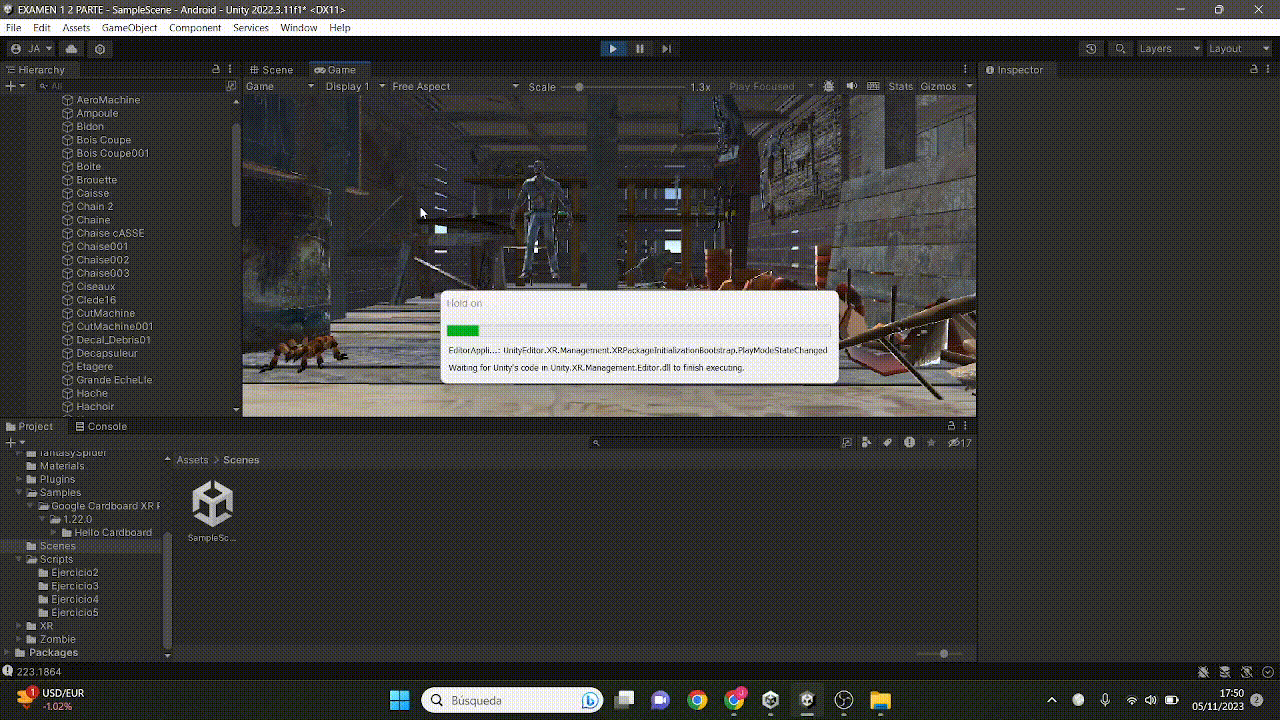 EXAMEN 1 2 PARTE - SampleScene - Android - Unity 2022.3.11f1* <DX11>
File Edit Assets GameObject Component Services Window Help
JA Layers Layout
Hierarchy
All
AeroMachine
Ampoule
Bidon
Bois Coupe
Bois Coupe001
Boite
Brouette
Caisse
Chain 2
Chaine
Chaise cASSE
Chaise001
Chaise002
Chaise003
Ciseaux
Clede16
CutMachine
CutMachine001
Decal_Debris01
Decapsuleur
Etagere
Grande EcheLle
Hache
Hachoir
Scene Game
Game Display 1 Free Aspect Scale 1.3x Play Focused Stats Gizmos
Hold on
EditorAppli...: UnityEditor.XR.Management.XRPackageInitializationBootstrap.PlayModeStateChanged
Waiting for Unity's code in Unity.XR.Management.Editor.dll to finish executing.
Inspector
Project Console
17
fantasySpider
Materials
Plugins
Samples
Google Cardboard XR P
1.22.0
Hello Cardboard
Scenes
Scripts
Ejercicio2
Ejercicio3
Ejercicio4
Ejercicio5
XR
Zombie
Packages
Assets > Scenes
SampleSc...
223.1864
1
USD/EUR
-1.02%
Búsqueda
J
17:50
05/11/2023
2